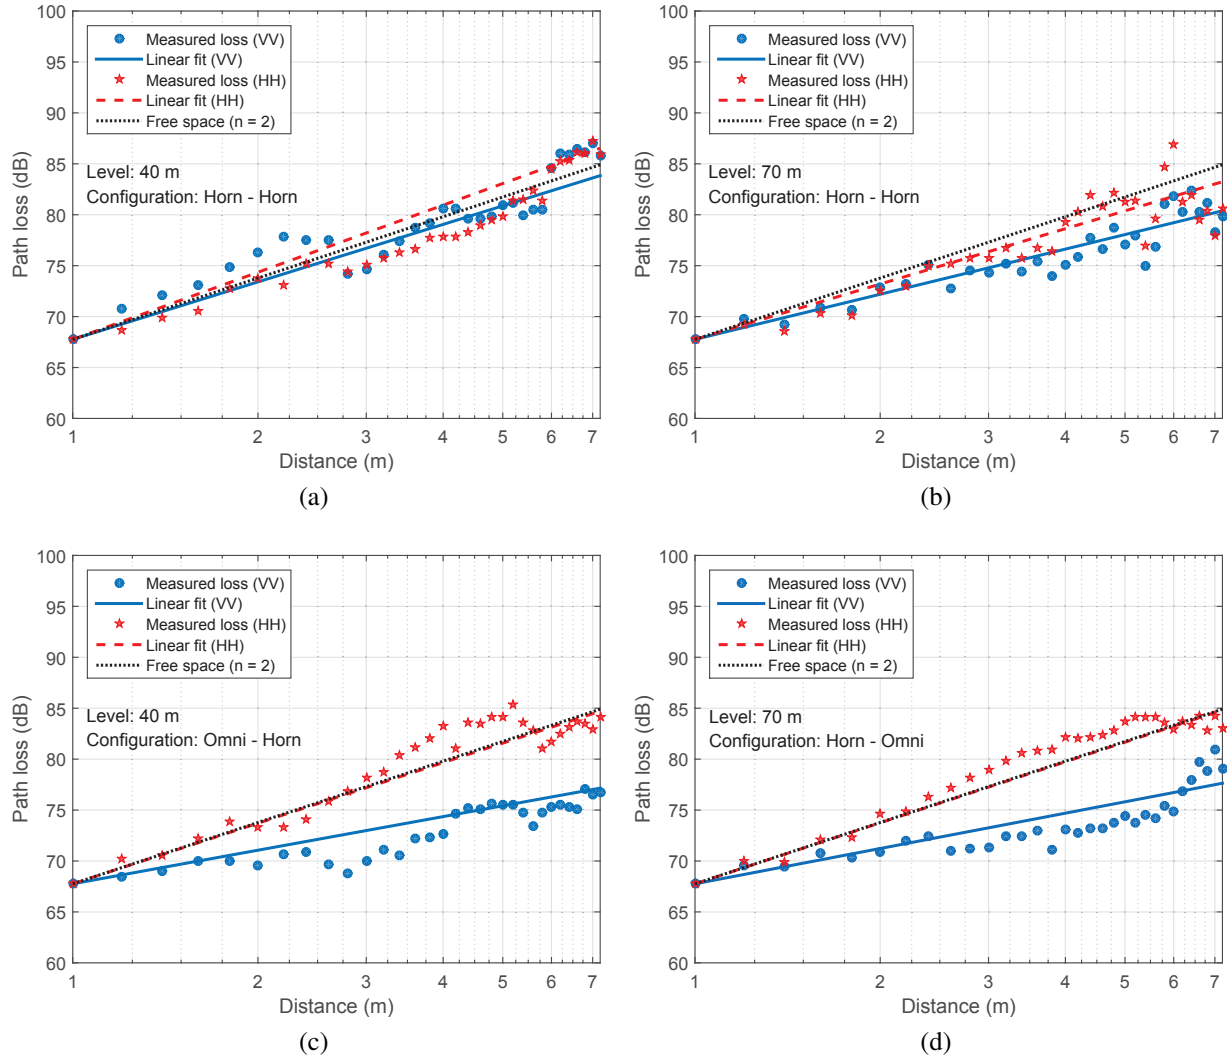 100
95
90
85
80
75
70
65
60
Path loss (dB)
Measured loss (VV)
Linear fit (VV)
Measured loss (HH)
Linear fit (HH)
Free space (n = 2)
Level: 40 m
Configuration: Horn - Horn
1 2 3 4 5 6 7
Distance (m)
(a)
100
95
90
85
80
75
70
65
60
Path loss (dB)
Measured loss (VV)
Linear fit (VV)
Measured loss (HH)
Linear fit (HH)
Free space (n = 2)
Level: 70 m
Configuration: Horn - Horn
1 2 3 4 5 6 7
Distance (m)
(b)
100
95
90
85
80
75
70
65
60
Path loss (dB)
Measured loss (VV)
Linear fit (VV)
Measured loss (HH)
Linear fit (HH)
Free space (n = 2)
Level: 40 m
Configuration: Omni - Horn
1 2 3 4 5 6 7
Distance (m)
(c)
100
95
90
85
80
75
70
65
60
Path loss (dB)
Measured loss (VV)
Linear fit (VV)
Measured loss (HH)
Linear fit (HH)
Free space (n = 2)
Level: 70 m
Configuration: Horn - Omni
1 2 3 4 5 6 7
Distance (m)
(d)